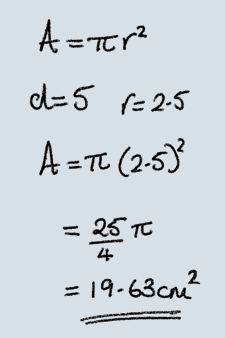 A = πr²
d = 5 r = 2·5
A = π(2·5)²
= 25/4 π
= 19·63cm²